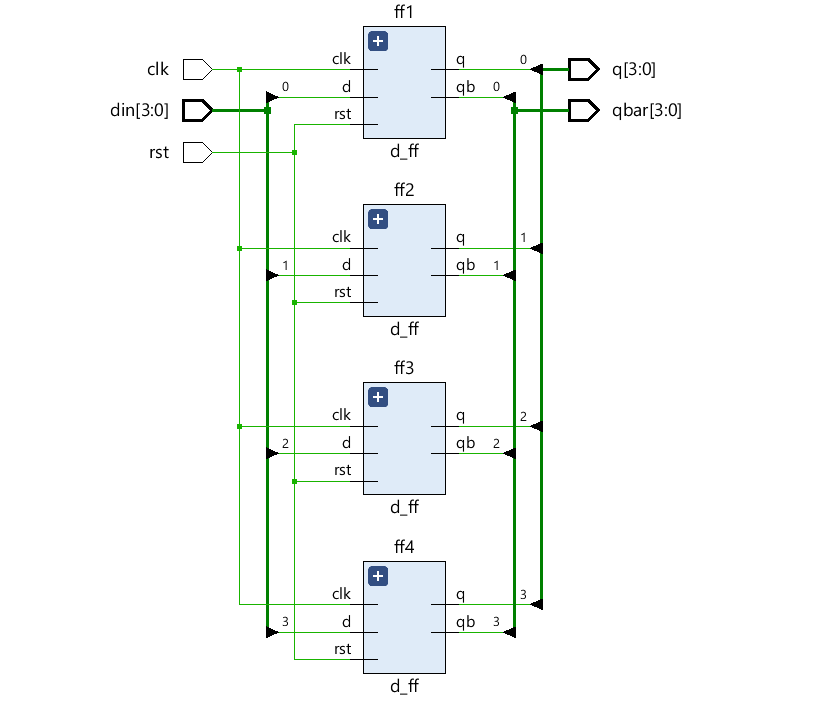 ff1
clk
clk
q
0
q[3:0]
din[3:0]
0
d
qb
0
qbar[3:0]
rst
rst
d_ff
ff2
clk
q
1
1
d
qb
1
rst
d_ff
ff3
clk
q
2
2
d
qb
2
rst
d_ff
ff4
clk
q
3
3
d
qb
3
rst
d_ff